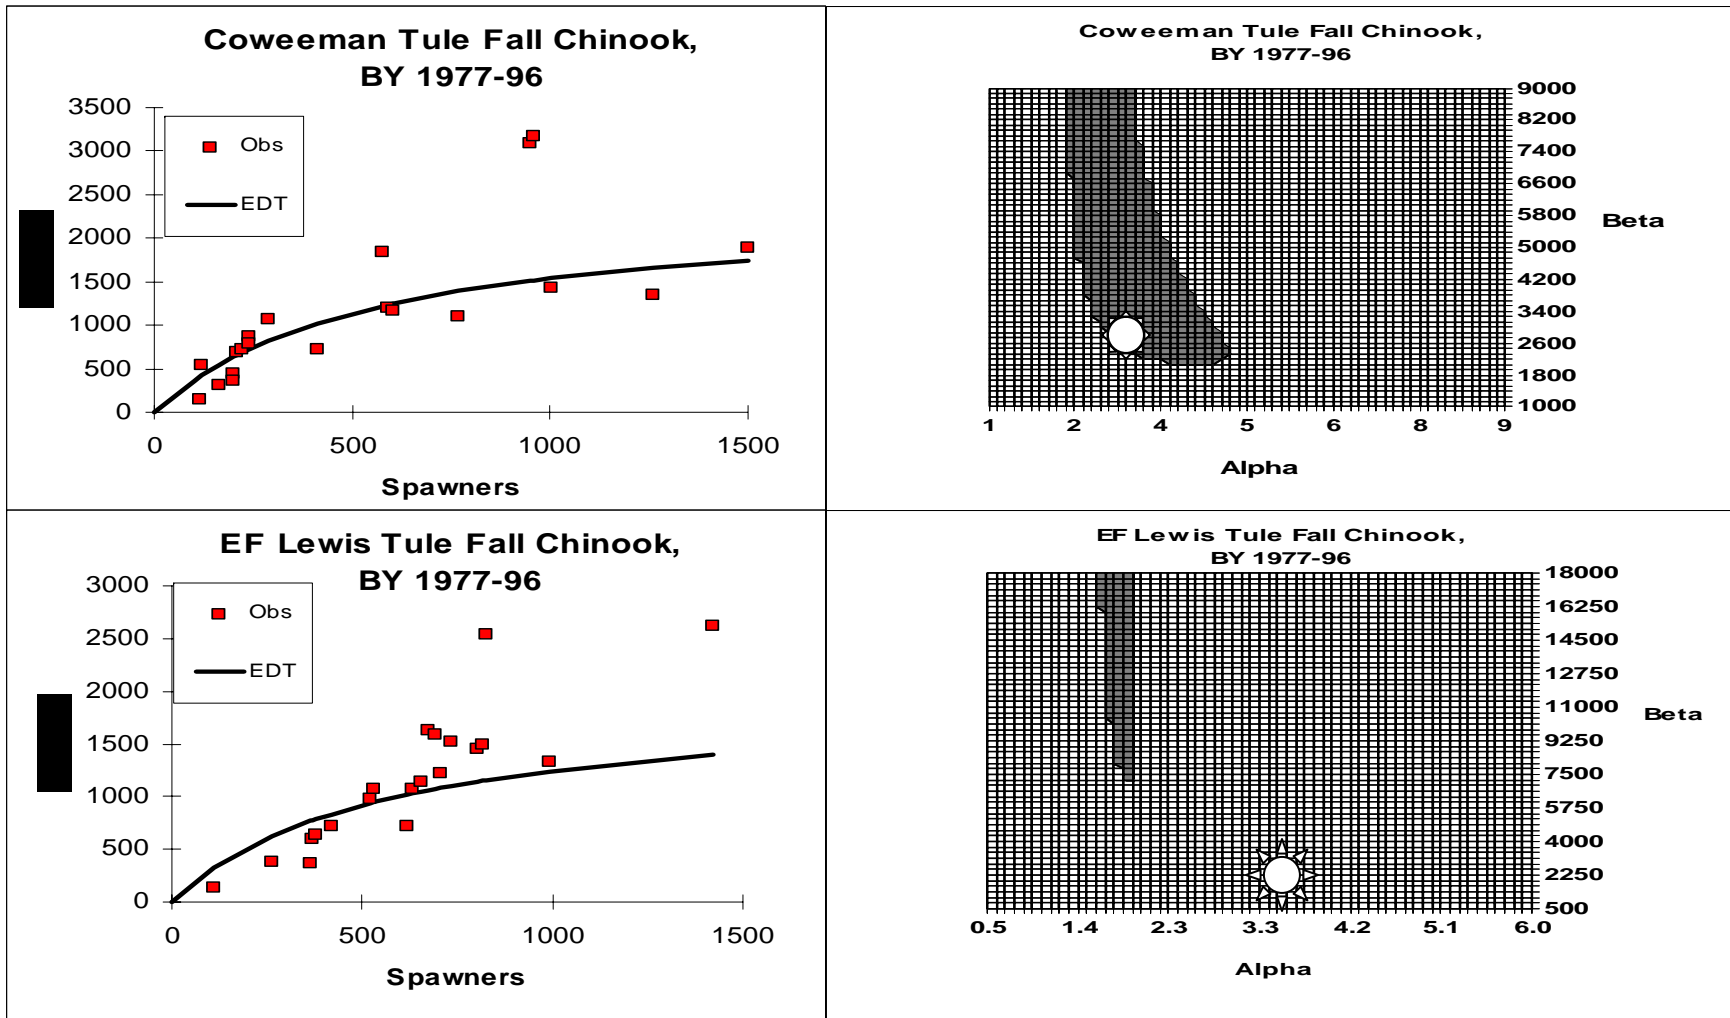 Coweeman Tule Fall Chinook,
BY 1977-96
3500
3000
2500
2000
1500
1000
500
0
Obs
EDT
0 500 1000 1500
Spawners
Coweeman Tule Fall Chinook,
BY 1977-96
9000
8200
7400
6600
5800
5000
4200
3400
2600
1800
1000
Beta
1 2 4 5 6 8 9
Alpha
EF Lewis Tule Fall Chinook,
BY 1977-96
3000
2500
2000
1500
1000
500
0
Obs
EDT
0 500 1000 1500
Spawners
EF Lewis Tule Fall Chinook,
BY 1977-96
18000
16250
14500
12750
11000
9250
7500
5750
4000
2250
500
Beta
0.5 1.4 2.3 3.3 4.2 5.1 6.0
Alpha